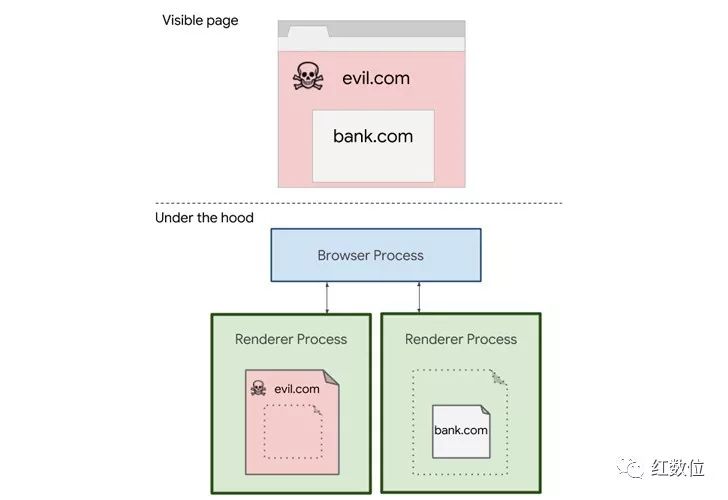 Visible page
evil.com
bank.com
Under the hood
Browser Process
Renderer Process
Renderer Process
evil.com
bank.com
红数位